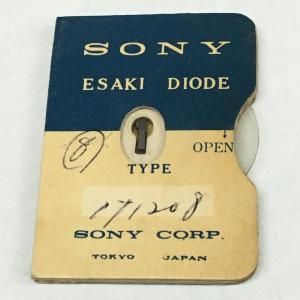 SONY
ESAKI DIODE
↓
OPEN
8
TYPE
1T1208
SONY CORP.
TOKYO JAPAN